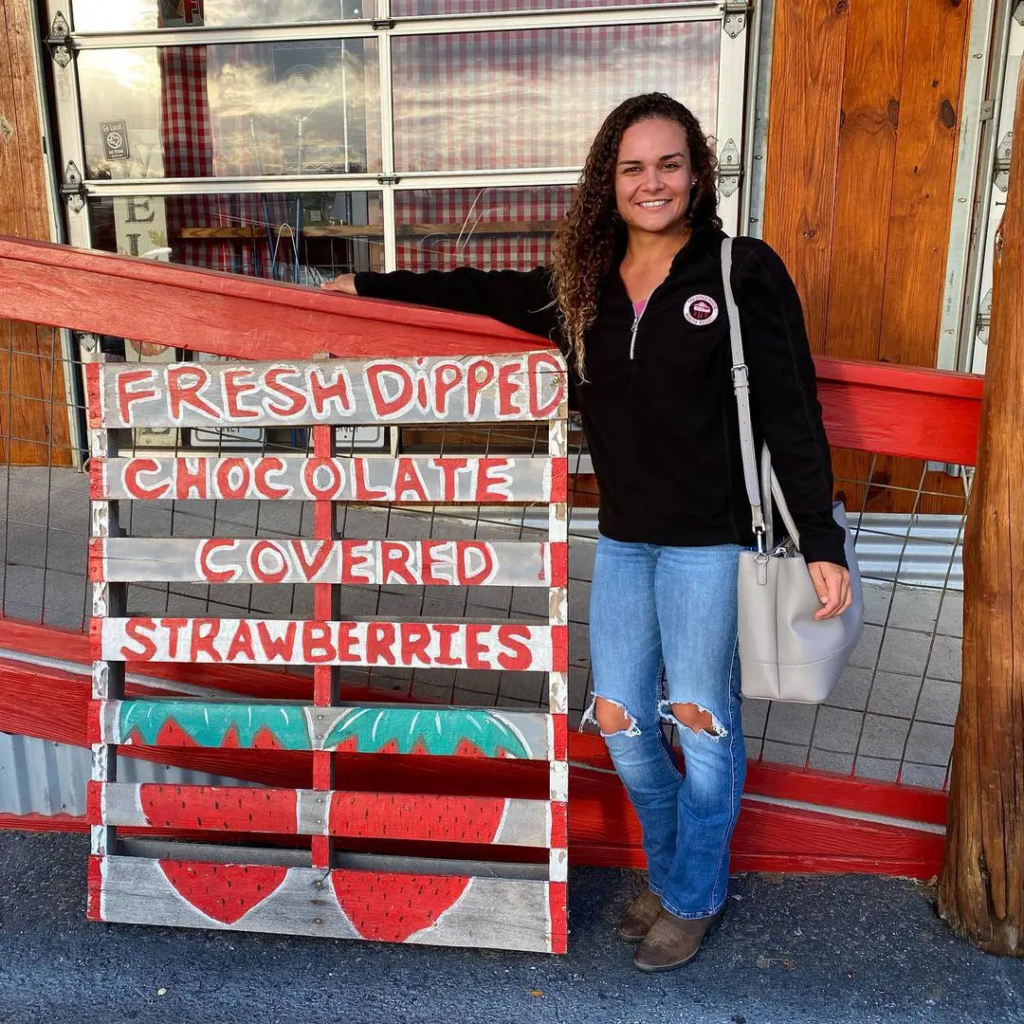 FRESH DiPPED
CHOCOLATE
COVERED
STRAWBERRIES